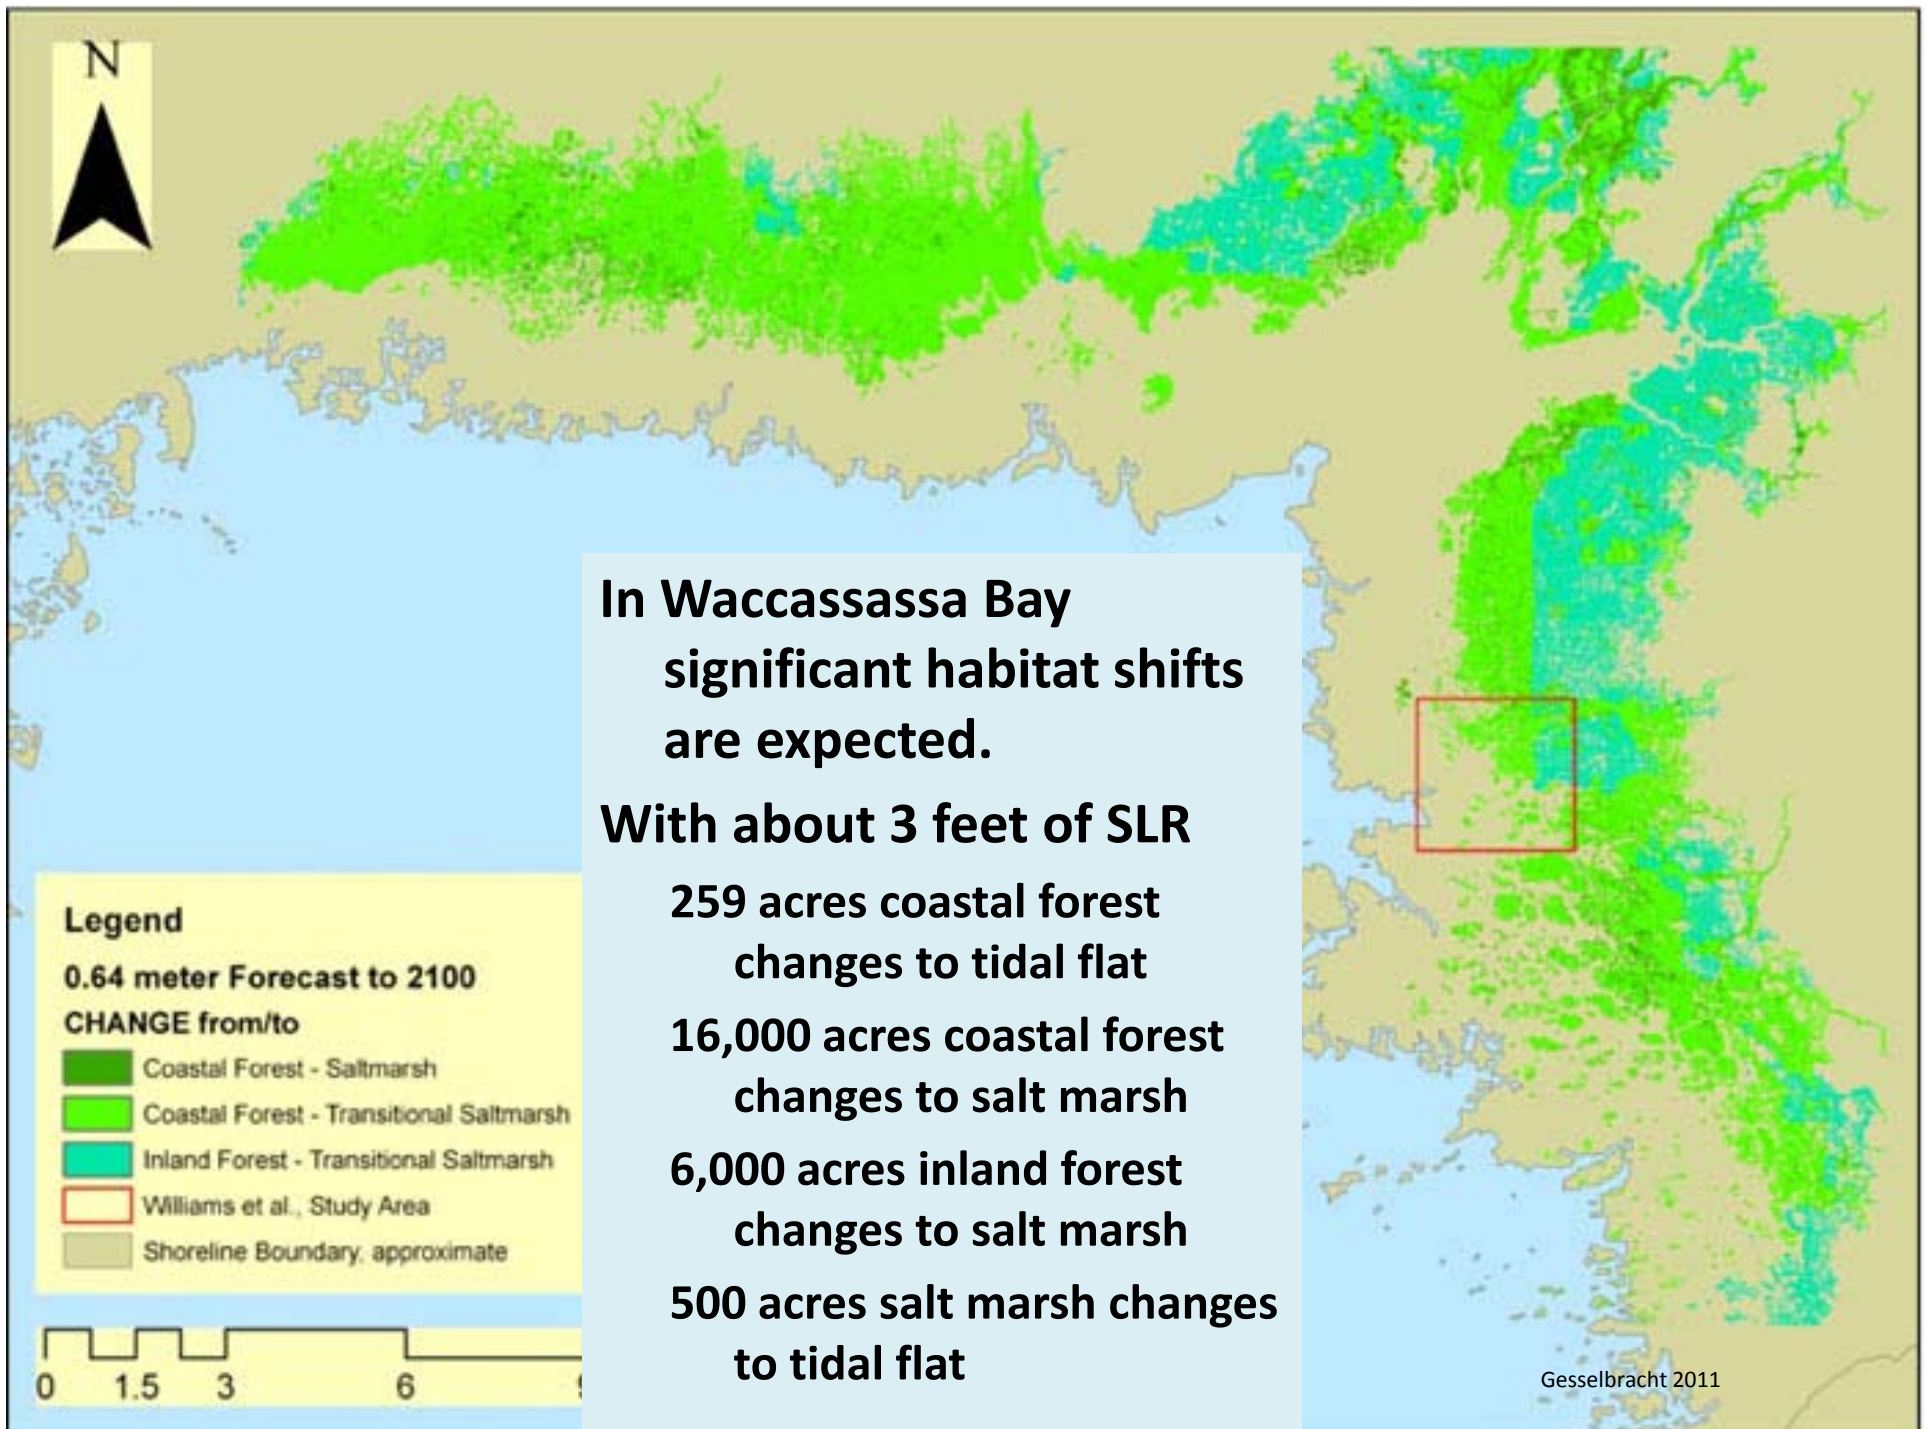 N
In Waccassassa Bay
significant habitat shifts
are expected.
With about 3 feet of SLR
259 acres coastal forest
changes to tidal flat
16,000 acres coastal forest
changes to salt marsh
6,000 acres inland forest
changes to salt marsh
500 acres salt marsh changes
to tidal flat
Legend
0.64 meter Forecast to 2100
CHANGE from/to
Coastal Forest - Saltmarsh
Coastal Forest - Transitional Saltmarsh
Inland Forest - Transitional Saltmarsh
Williams et al., Study Area
Shoreline Boundary, approximate
0 1.5 3 6
Gesselbracht 2011